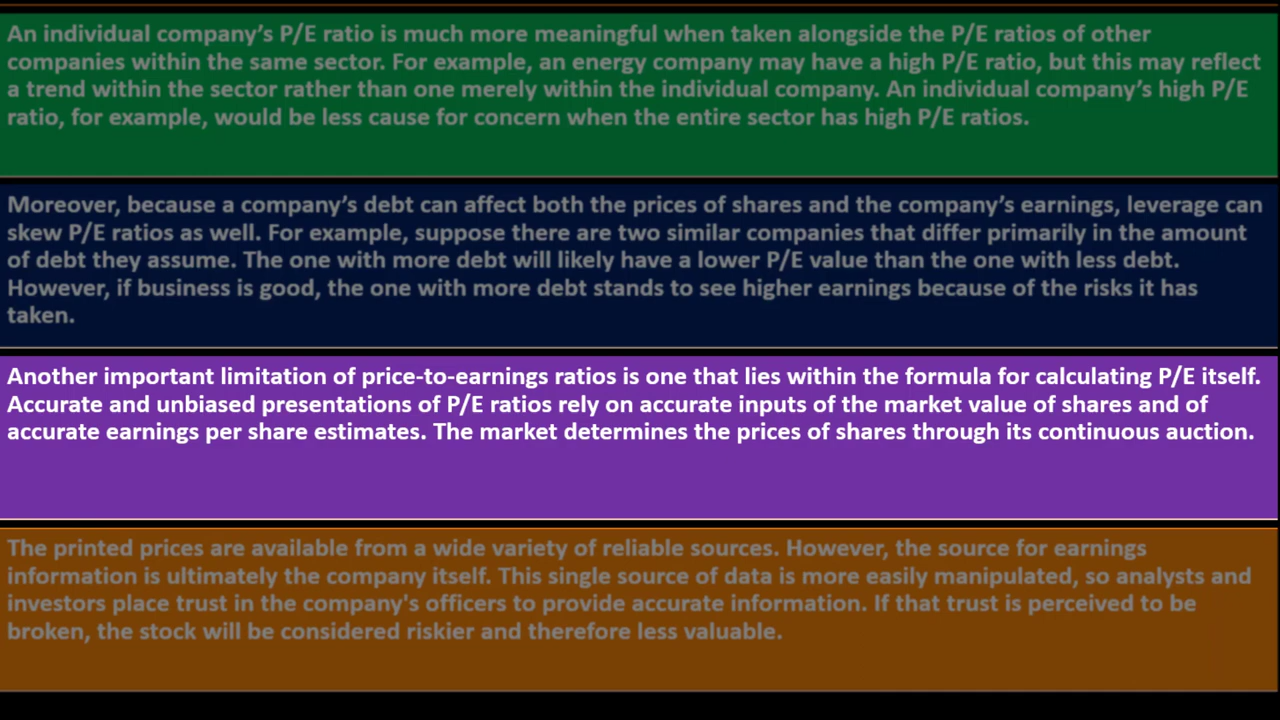 An individual company’s P/E ratio is much more meaningful when taken alongside the P/E ratios of other
companies within the same sector. For example, an energy company may have a high P/E ratio, but this may reflect
a trend within the sector rather than one merely within the individual company. An individual company’s high P/E
ratio, for example, would be less cause for concern when the entire sector has high P/E ratios.
Moreover, because a company’s debt can affect both the prices of shares and the company’s earnings, leverage can
skew P/E ratios as well. For example, suppose there are two similar companies that differ primarily in the amount
of debt they assume. The one with more debt will likely have a lower P/E value than the one with less debt.
However, if business is good, the one with more debt stands to see higher earnings because of the risks it has
taken.
Another important limitation of price-to-earnings ratios is one that lies within the formula for calculating P/E itself.
Accurate and unbiased presentations of P/E ratios rely on accurate inputs of the market value of shares and of
accurate earnings per share estimates. The market determines the prices of shares through its continuous auction.
The printed prices are available from a wide variety of reliable sources. However, the source for earnings
information is ultimately the company itself. This single source of data is more easily manipulated, so analysts and
investors place trust in the company's officers to provide accurate information. If that trust is perceived to be
broken, the stock will be considered riskier and therefore less valuable.